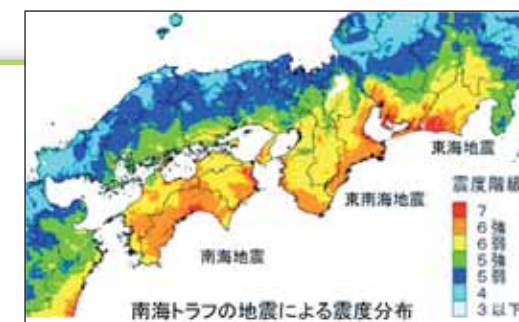 東海地震
東南海地震
南海地震
震度階級
7
6強
6弱
5強
5弱
4
3以下
南海トラフの地震による震度分布